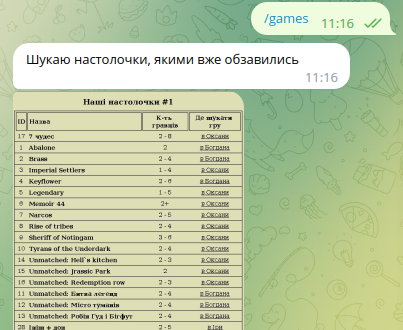 /games
11:16
Шукаю настолочки, якими вже обзавились
11:16
Наші настолочки #1
ID Назва К-ть гравців Де шукати гру
17 7 чудес 2 - 8 в Оксани
1 Abalone 2 в Богдана
2 Brass 2 - 4 в Богдана
3 Imperial Settlers 1 - 4 в Оксани
4 Keyflower 2 - 6 в Богдана
5 Legendary 1 - 5 в Оксани
6 Memoir 44 2+ в Оксани
7 Narcos 2 - 5 в Оксани
8 Rise of tribes 2 - 4 в Оксани
9 Sheriff of Notingam 3 - 6 в Оксани
10 Tyrans of the Underdark 2 - 4 в Оксани
14 Unmatched: Hell's kitchen 2 - 3 в Оксани
15 Unmatched: Jrassic Park 2 в Оксани
16 Unmatched: Redemption row 2 - 3 в Оксани
11 Unmatched: Битва легенд 2 - 4 в Богдана
12 Unmatched: Місто туманів 2 - 4 в Богдана
13 Unmatched: Робін Гуд і Біґфут 2 - 4 в Богдана
28 Імпіи + доп 2 - 5 в Іри